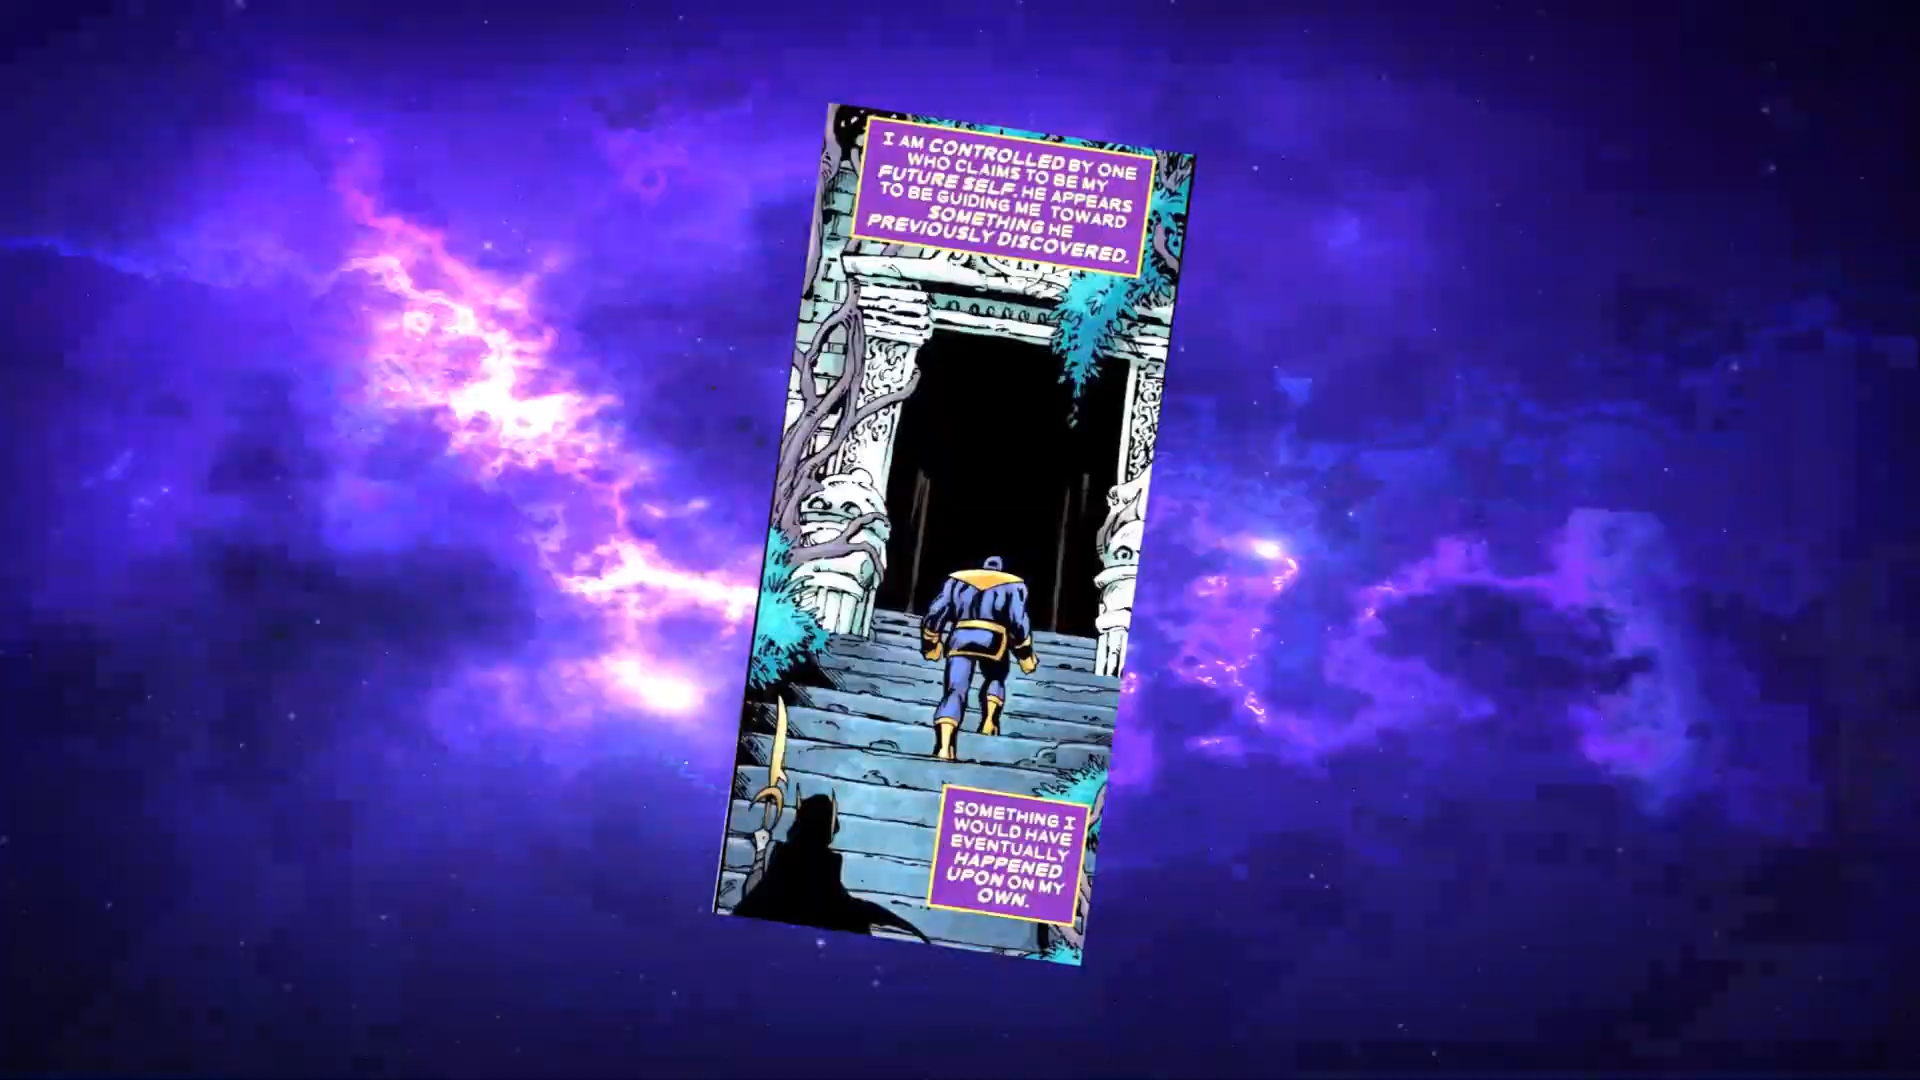 I AM CONTROLLED BY ONE
WHO CLAIMS TO BE MY
FUTURE SELF. HE APPEARS
TO BE GUIDING ME TOWARD
SOMETHING HE
PREVIOUSLY DISCOVERED.
SOMETHING I
WOULD HAVE
EVENTUALLY
HAPPENED
UPON ON MY
OWN.